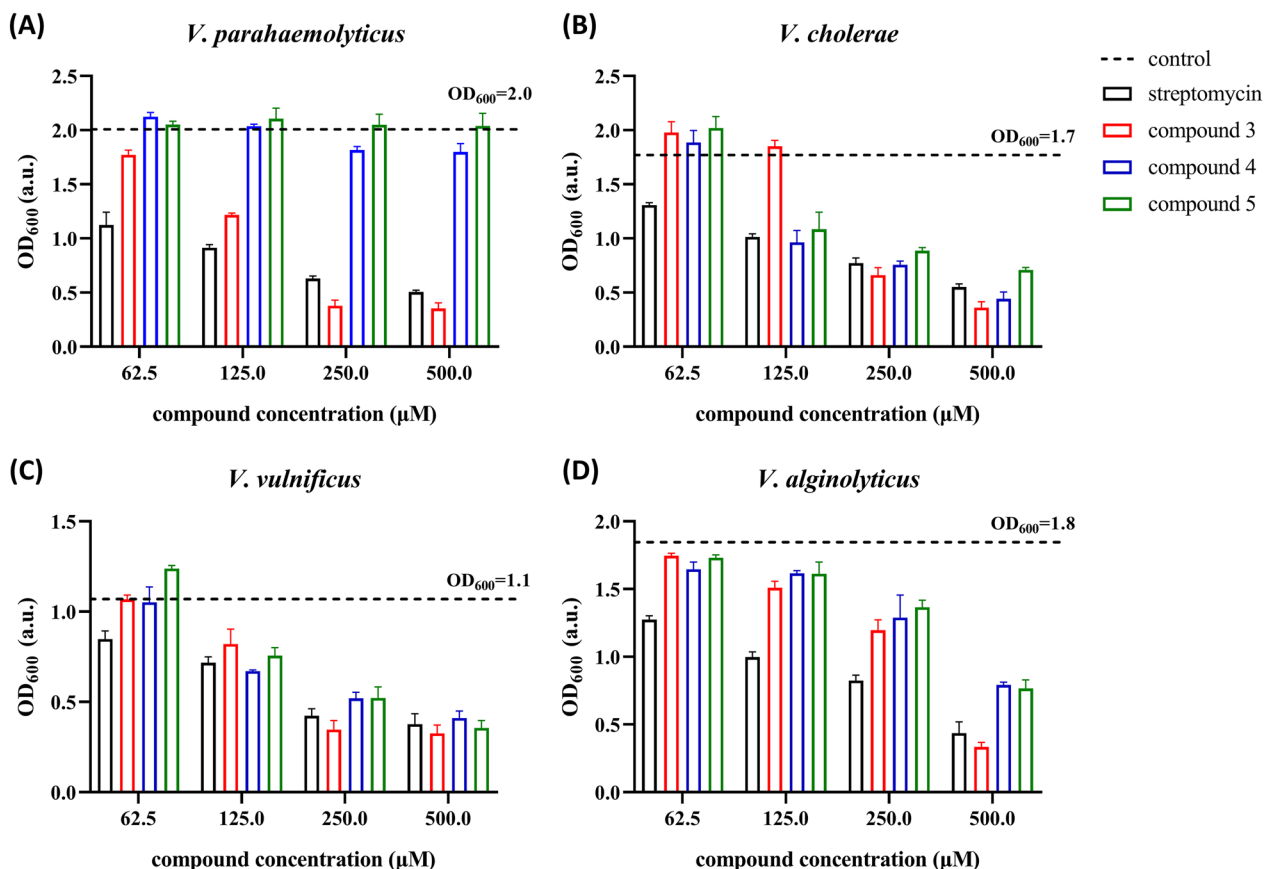 (A)
V. parahaemolyticus
OD600 (a.u.)
2.5
2.0
1.5
1.0
0.5
0.0
OD600=2.0
62.5 125.0 250.0 500.0
compound concentration (µM)
(B)
V. cholerae
OD600 (a.u.)
2.5
2.0
1.5
1.0
0.5
0.0
OD600=1.7
62.5 125.0 250.0 500.0
compound concentration (µM)
control
streptomycin
compound 3
compound 4
compound 5
(C)
V. vulnificus
OD600 (a.u.)
1.5
1.0
0.5
0.0
OD600=1.1
62.5 125.0 250.0 500.0
compound concentration (µM)
(D)
V. alginolyticus
OD600 (a.u.)
2.0
1.5
1.0
0.5
0.0
OD600=1.8
62.5 125.0 250.0 500.0
compound concentration (µM)